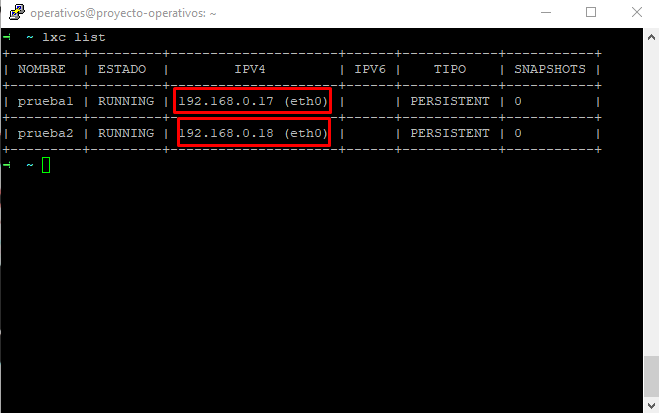 operativos@proyecto-operativos: ~
~ lxc list
+---------+---------+---------------------+------+------------+-----------+
| NOMBRE | ESTADO | IPV4 | IPV6 | TIPO | SNAPSHOTS |
+---------+---------+---------------------+------+------------+-----------+
| prueba1 | RUNNING | 192.168.0.17 (eth0) | | PERSISTENT | 0 |
+---------+---------+---------------------+------+------------+-----------+
| prueba2 | RUNNING | 192.168.0.18 (eth0) | | PERSISTENT | 0 |
+---------+---------+---------------------+------+------------+-----------+
~